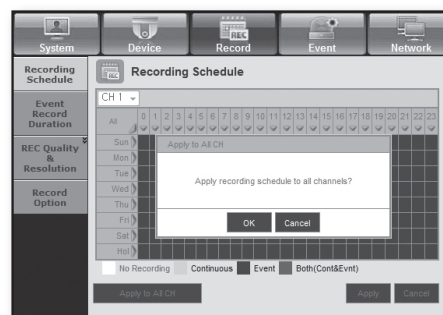 System Device Record Event Network
REC
Recording Schedule
Event Record Duration
REC Quality & Resolution
Record Option
REC
Recording Schedule
CH 1
All 0 1 2 3 4 5 6 7 8 9 10 11 12 13 14 15 16 17 18 19 20 21 22 23
Sun
Mon
Tue
Wed
Thu
Fri
Sat
Hol
Apply to All CH
Apply recording schedule to all channels?
OK Cancel
No Recording Continuous Event Both(Cont&Evnt)
Apply to All CH Apply Cancel